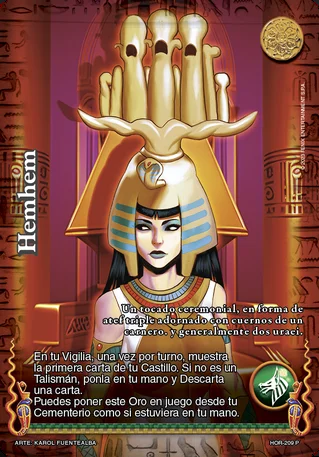 Hemhem
©2023 FENIX ENTERTAINMENT S.P.A.
Un tocado ceremonial, en forma de
atef triple adornado con cuernos de un
carnero, y generalmente dos uraei.
En tu Vigilia, una vez por turno, muestra
la primera carta de tu Castillo. Si no es un
Talismán, ponla en tu mano y Descarta
una carta.
Puedes poner este Oro en juego desde tu
Cementerio como si estuviera en tu mano.
ARTE: KAROL FUENTEALBA
HOR-209 P